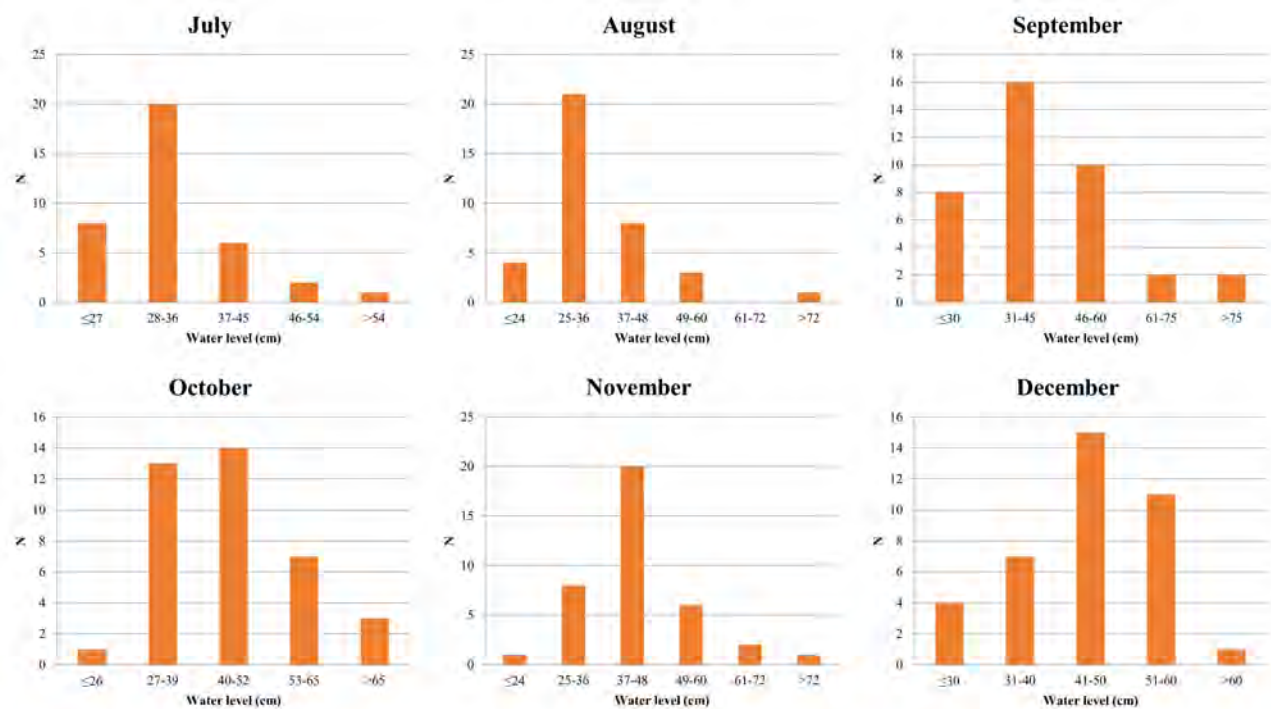 July
25
20
15
10
5
0
N
≤27 28-36 37-45 46-54 >54
Water level (cm)
August
25
20
15
10
5
0
N
≤24 25-36 37-48 49-60 61-72 >72
Water level (cm)
September
18
16
14
12
10
8
6
4
2
0
N
≤30 31-45 46-60 61-75 >75
Water level (cm)
October
16
14
12
10
8
6
4
2
0
N
≤26 27-39 40-52 53-65 >65
Water level (cm)
November
25
20
15
10
5
0
N
≤24 25-36 37-48 49-60 61-72 >72
Water level (cm)
December
16
14
12
10
8
6
4
2
0
N
≤30 31-40 41-50 51-60 >60
Water level (cm)